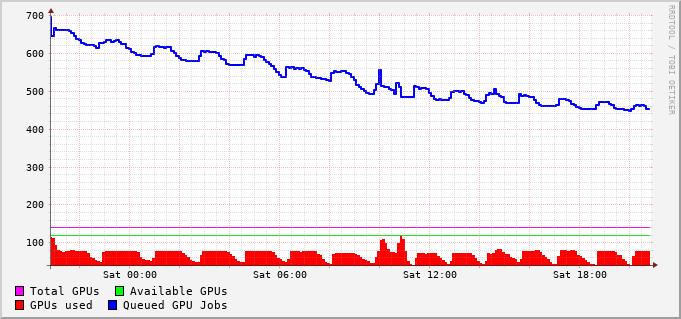 700
600
500
400
300
200
100
Sat 00:00 Sat 06:00 Sat 12:00 Sat 18:00
Total GPUs Available GPUs
GPUs used Queued GPU Jobs
RRDTOOL / TOBI OETIKER